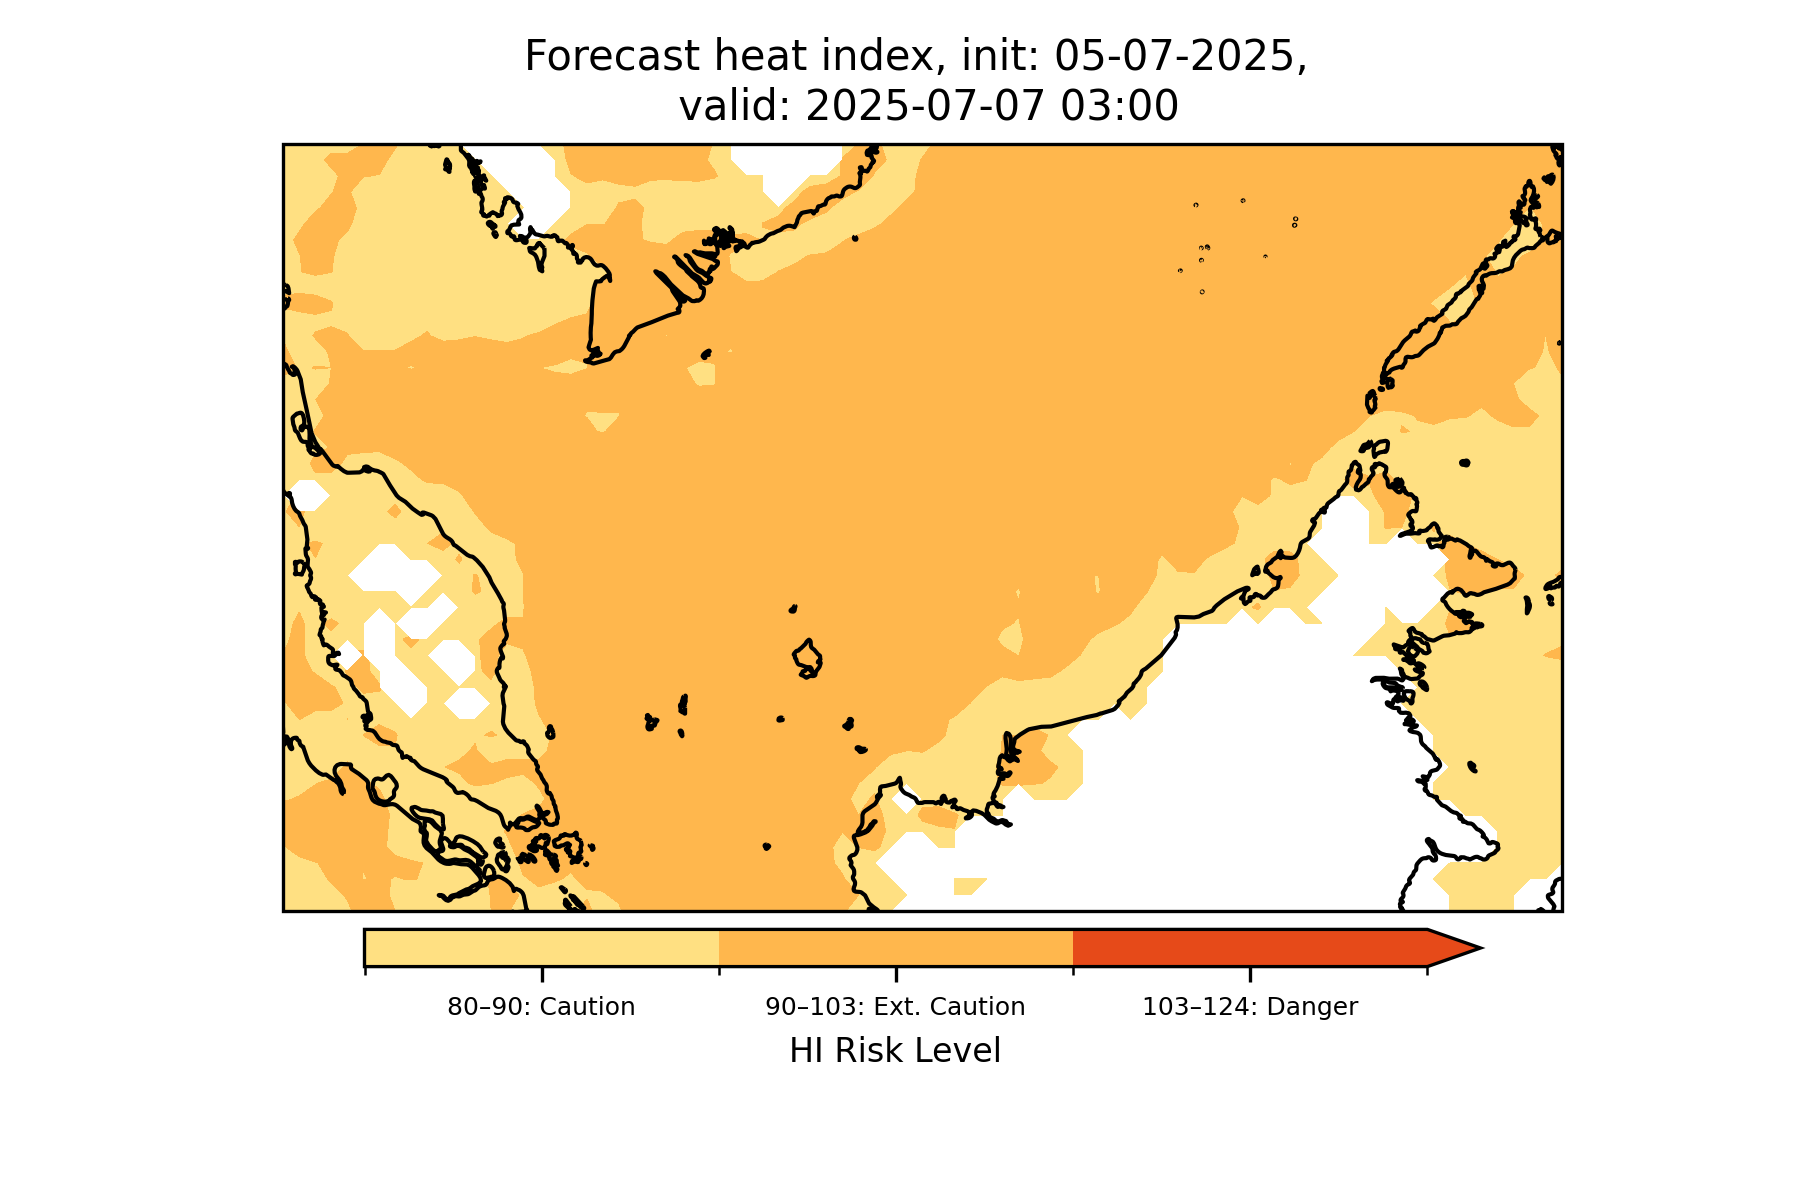 Forecast heat index, init: 05-07-2025,
valid: 2025-07-07 03:00
80–90: Caution
90–103: Ext. Caution
103–124: Danger
HI Risk Level